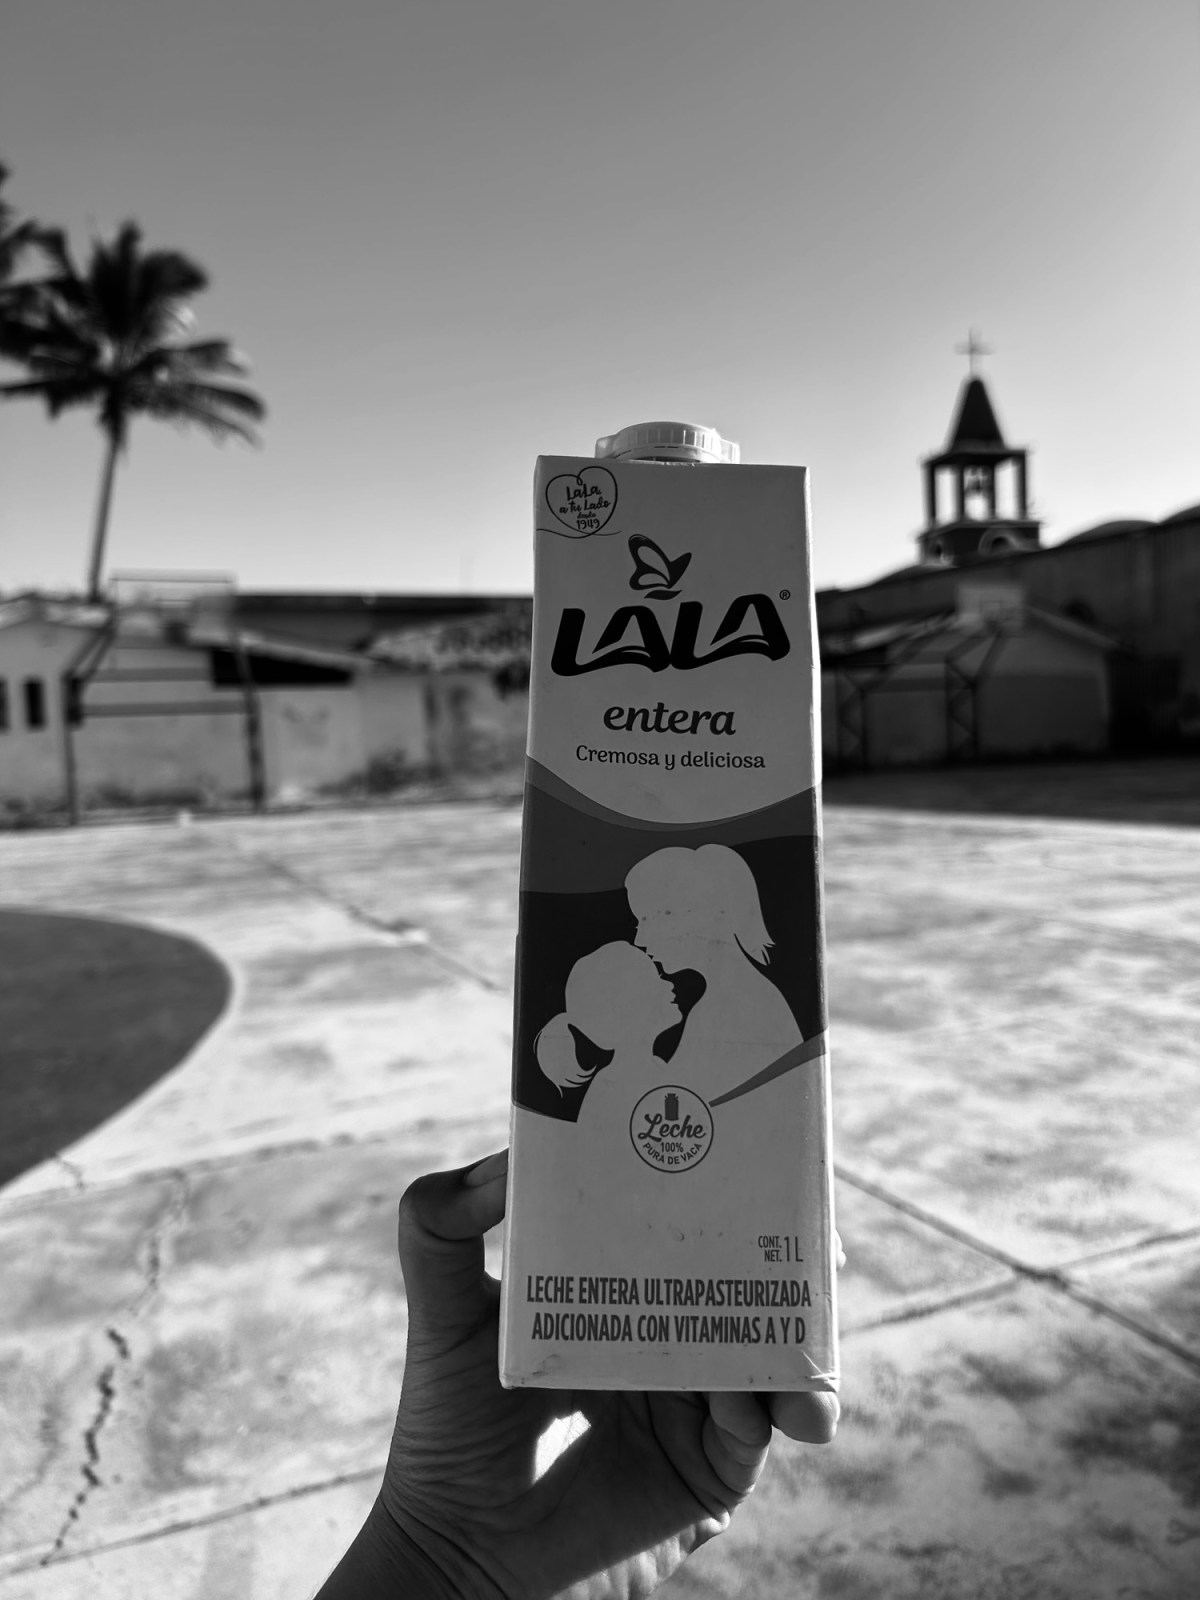 LaLa
a tu Lado
desde
1949
LALA®
entera
Cremosa y deliciosa
Leche
100%
PURA DE VACA
CONT.
NET. 1 L
LECHE ENTERA ULTRAPASTEURIZADA
ADICIONADA CON VITAMINAS A Y D